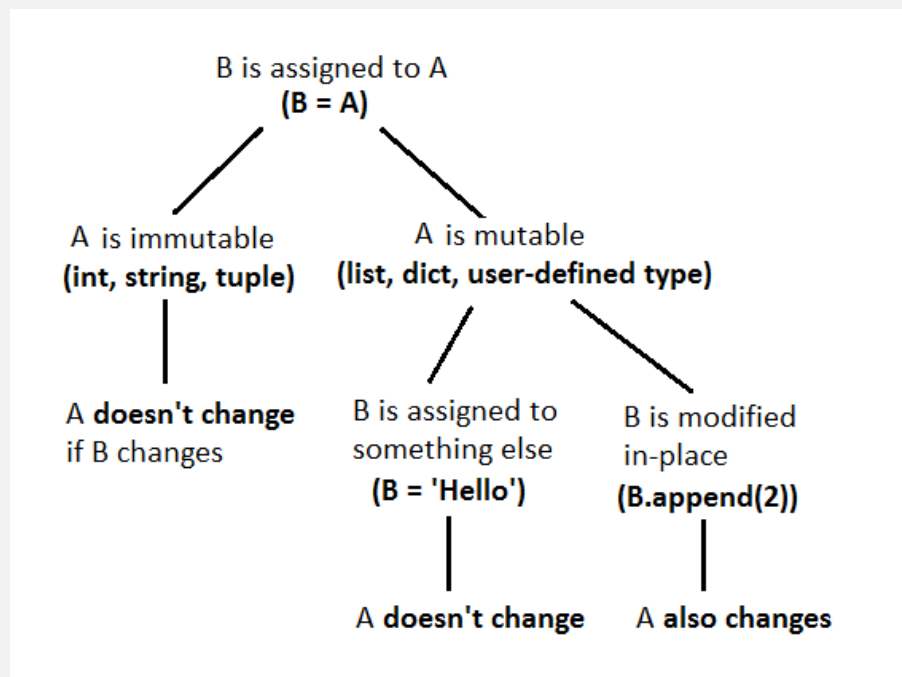 B is assigned to A
(B = A)
A is immutable
(int, string, tuple)
A is mutable
(list, dict, user-defined type)
A doesn't change
if B changes
B is assigned to
something else
(B = 'Hello')
B is modified
in-place
(B.append(2))
A doesn't change
A also changes